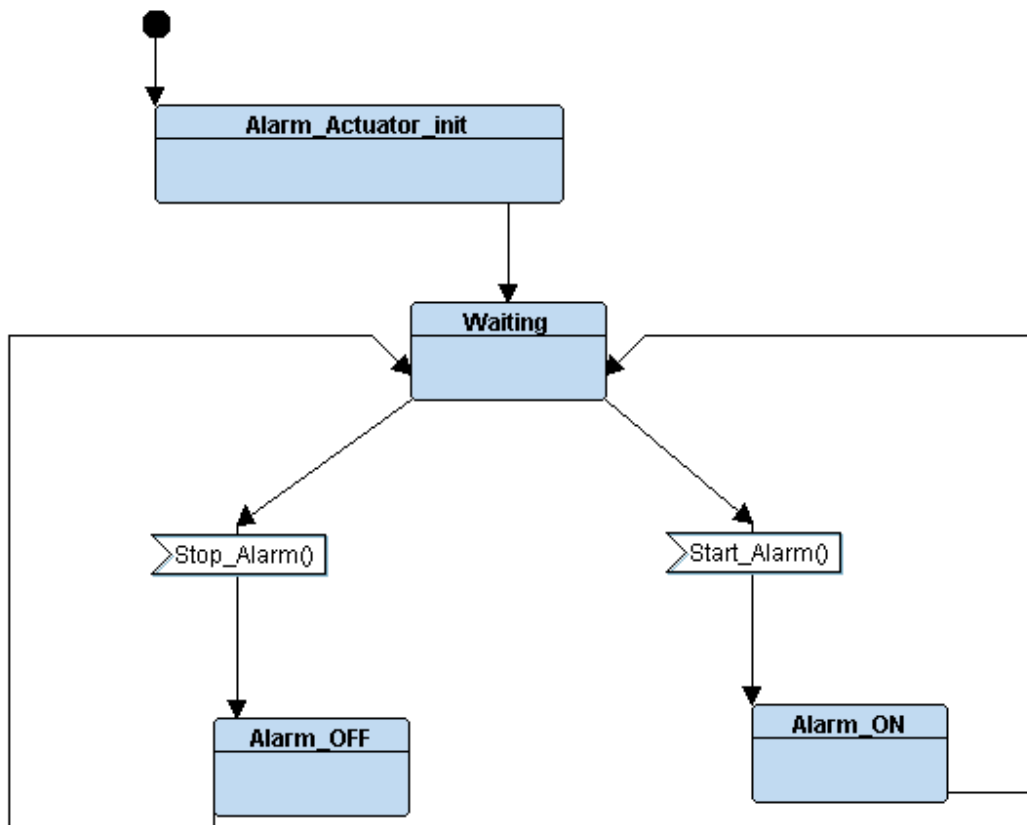 Alarm_Actuator_init
Waiting
Stop_Alarm()
Start_Alarm()
Alarm_OFF
Alarm_ON